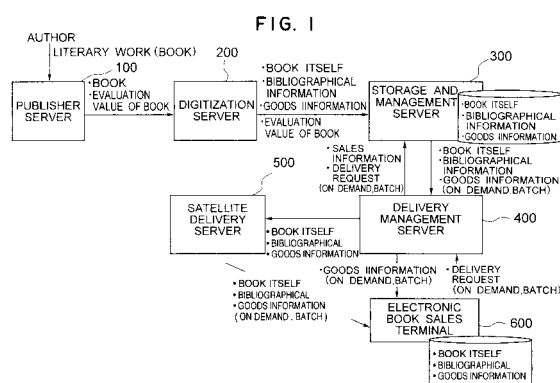 FIG. 1
AUTHOR
LITERARY WORK (BOOK)
100
PUBLISHER
SERVER
•BOOK
•EVALUATION
VALUE OF BOOK
200
DIGITIZATION
SERVER
•BOOK ITSELF
•BIBLIOGRAPHICAL
INFORMATION
•GOODS INFORMATION
•EVALUATION
VALUE OF BOOK
300
STORAGE AND
MANAGEMENT
SERVER
•BOOK ITSELF
•BIBLIOGRAPHICAL
INFORMATION
•GOODS INFORMATION
• SALES
INFORMATION
• DELIVERY
REQUEST
(ON DEMAND,BATCH)
•BOOK ITSELF
•BIBLIOGRAPHICAL
INFORMATION
•GOODS INFORMATION
(ON DEMAND,BATCH)
500
SATELLITE
DELIVERY
SERVER
•BOOK ITSELF
•BIBLIOGRAPHICAL
•GOODS INFORMATION
DELIVERY
MANAGEMENT
SERVER
400
•GOODS INFORMATION
(ON DEMAND,BATCH)
•DELIVERY
REQUEST
(ON DEMAND,BATCH)
•BOOK ITSELF
•BIBLIOGRAPHICAL
•GOODS INFORMATION
(ON DEMAND.BATCH)
ELECTRONIC
BOOK SALES
TERMINAL
600
•BOOK ITSELF
•BIBLIOGRAPHICAL
•GOODS INFORMATION